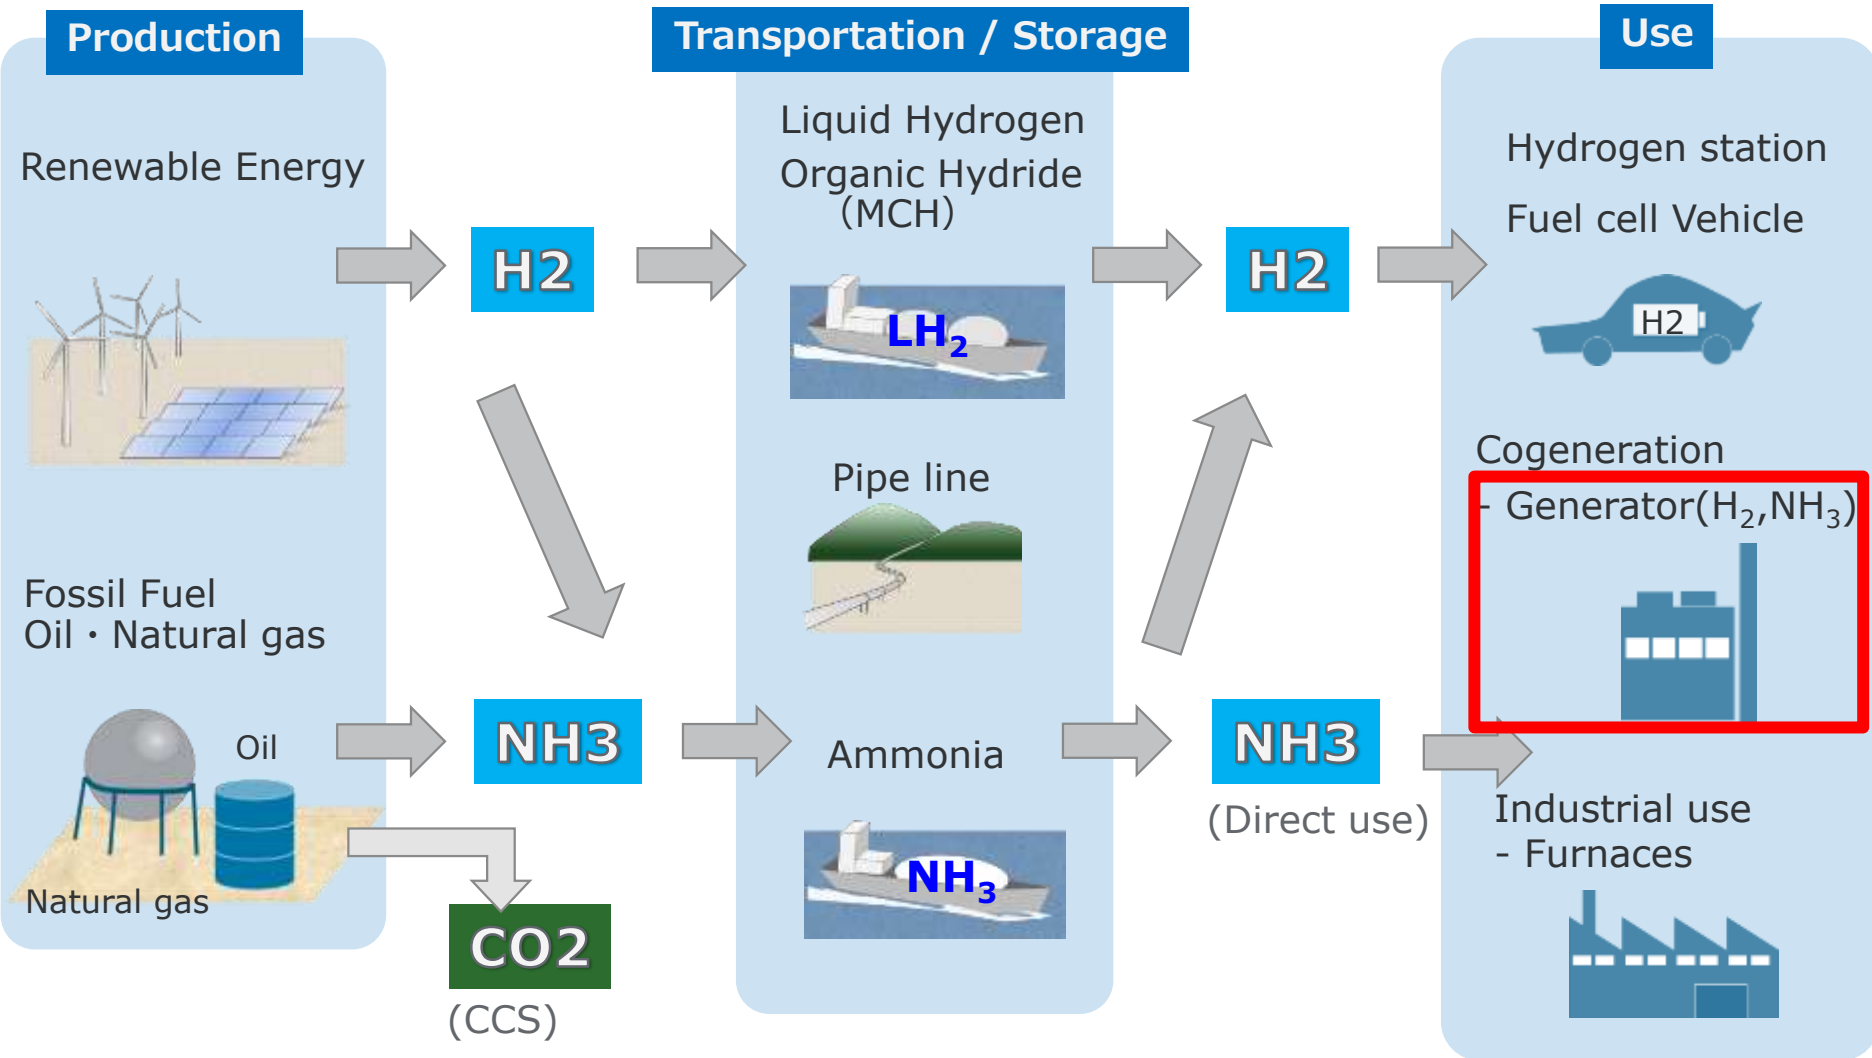 Production
Transportation / Storage
Use
Renewable Energy
Fossil Fuel
Oil・Natural gas
Oil
Natural gas
H2
NH3
CO2
(CCS)
Liquid Hydrogen
Organic Hydride
（MCH）
LH₂
Pipe line
Ammonia
NH₃
H2
NH3
(Direct use)
Hydrogen station
Fuel cell Vehicle
H2
Cogeneration
- Generator(H₂,NH₃)
Industrial use
- Furnaces